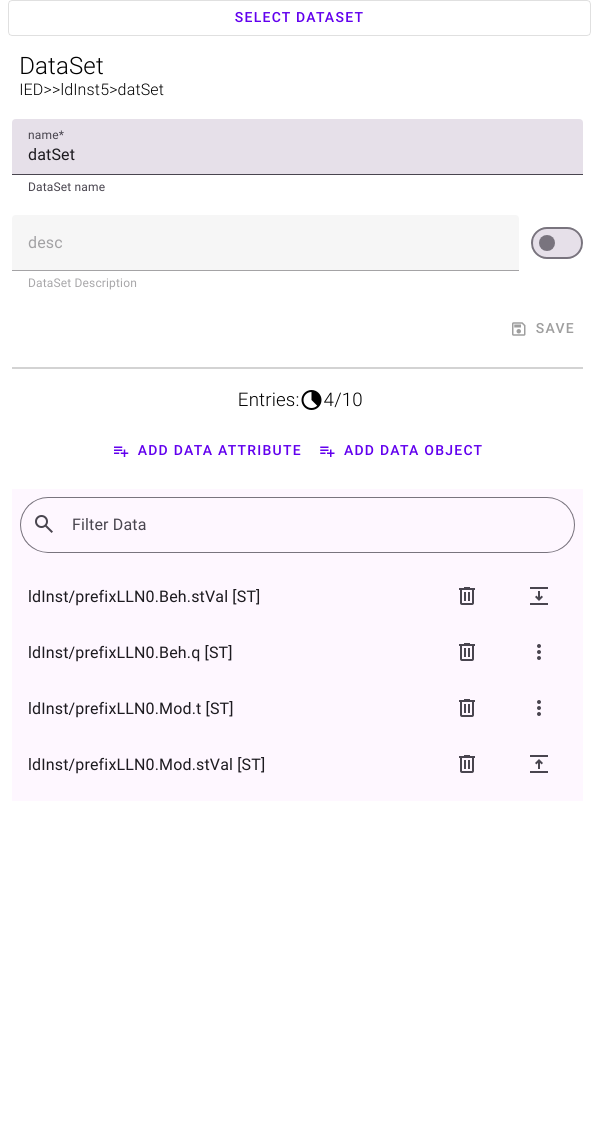 SELECT DATASET
DataSet
IED>>ldInst5>datSet
name*
datSet
DataSet name
desc
DataSet Description
SAVE
Entries: 4/10
ADD DATA ATTRIBUTE ADD DATA OBJECT
Filter Data
ldInst/prefixLLN0.Beh.stVal [ST]
ldInst/prefixLLN0.Beh.q [ST]
ldInst/prefixLLN0.Mod.t [ST]
ldInst/prefixLLN0.Mod.stVal [ST]